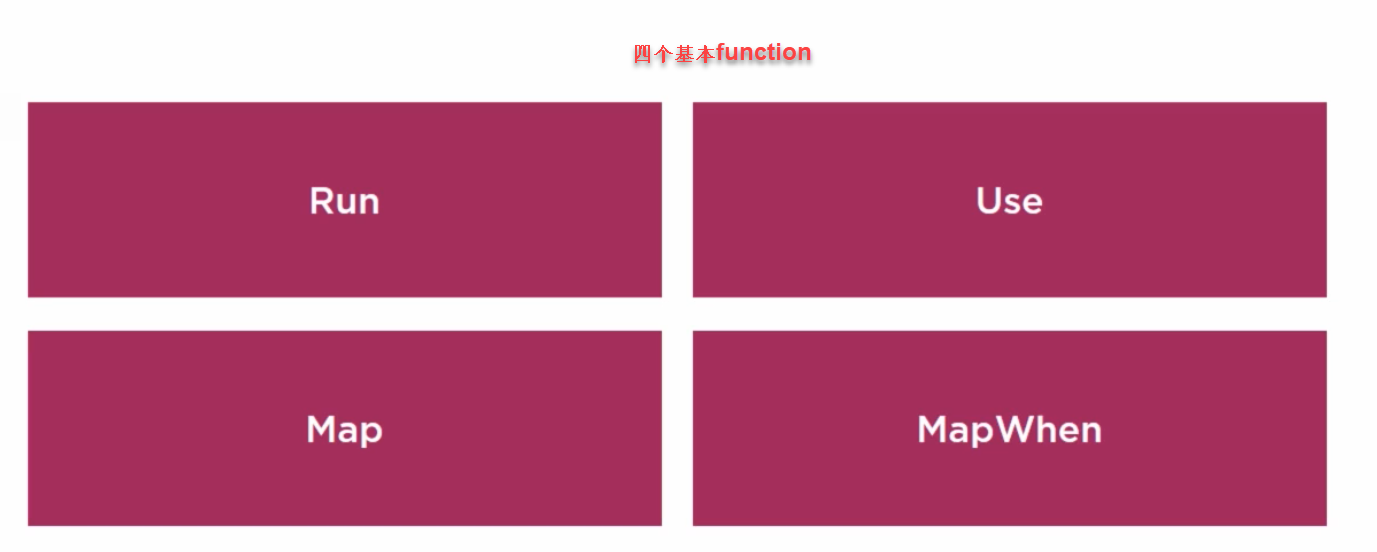 四个基本function
Run
Use
Map
MapWhen